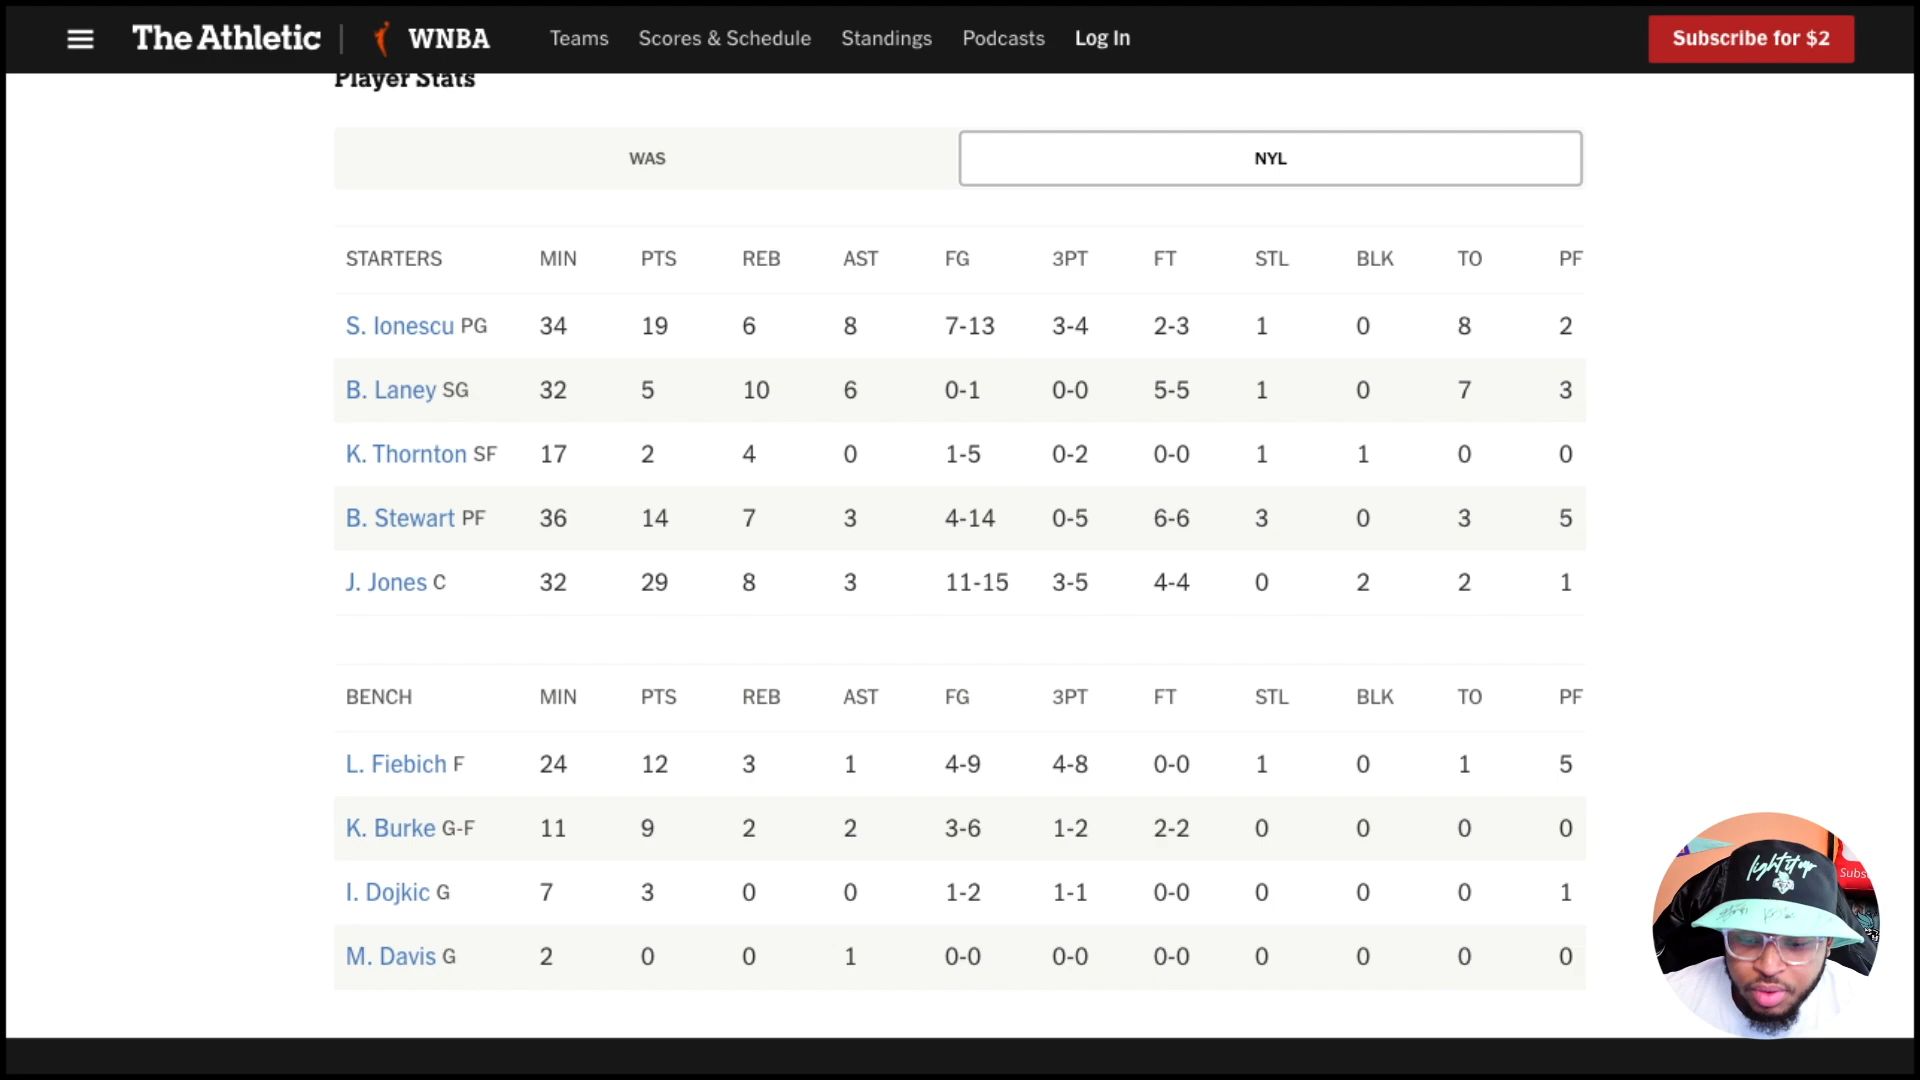 The Athletic | WNBA Teams Scores & Schedule Standings Podcasts Log In Subscribe for $2
Player Stats
WAS NYL
STARTERS MIN PTS REB AST FG 3PT FT STL BLK TO PF
S. Ionescu PG 34 19 6 8 7-13 3-4 2-3 1 0 8 2
B. Laney SG 32 5 10 6 0-1 0-0 5-5 1 0 7 3
K. Thornton SF 17 2 4 0 1-5 0-2 0-0 1 1 0 0
B. Stewart PF 36 14 7 3 4-14 0-5 6-6 3 0 3 5
J. Jones C 32 29 8 3 11-15 3-5 4-4 0 2 2 1
BENCH MIN PTS REB AST FG 3PT FT STL BLK TO PF
L. Fiebich F 24 12 3 1 4-9 4-8 0-0 1 0 1 5
K. Burke G-F 11 9 2 2 3-6 1-2 2-2 0 0 0 0
I. Dojkic G 7 3 0 0 1-2 1-1 0-0 0 0 0 1
M. Davis G 2 0 0 1 0-0 0-0 0-0 0 0 0 0
light it up
Subs